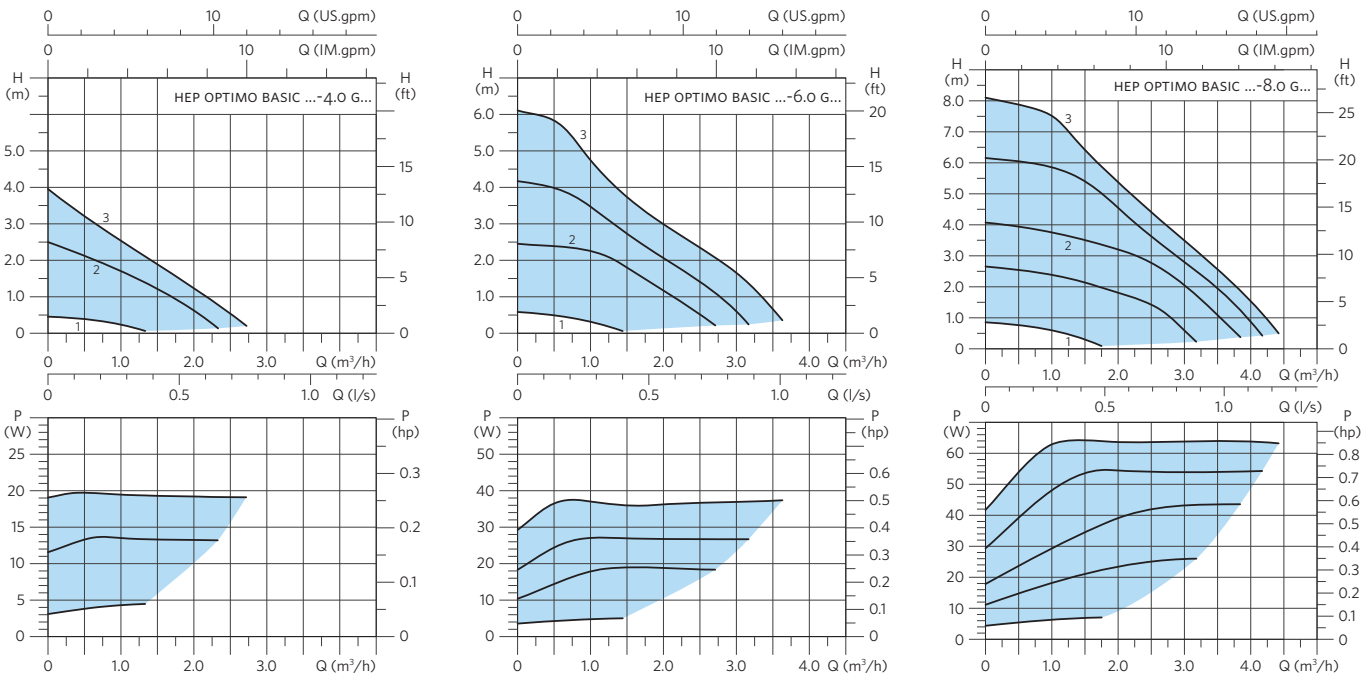 0 10 Q (US.gpm)
0 10 Q (IM.gpm)
H (m) H (ft)
HEP OPTIMO BASIC ...-4.0 G...
5.0 15
4.0
3.0 10
2.0 5
1.0
0 0
3
2
1
0 1.0 2.0 3.0 Q (m³/h)
0 0.5 1.0 Q (l/s)
P (W) P (hp)
25 0.3
20
15 0.2
10 0.1
5
0 0
0 1.0 2.0 3.0 Q (m³/h)
0 10 Q (US.gpm)
0 10 Q (IM.gpm)
H (m) H (ft)
HEP OPTIMO BASIC ...-6.0 G...
6.0 20
5.0 15
4.0
3.0 10
2.0 5
1.0
0 0
3
2
1
0 1.0 2.0 3.0 4.0 Q (m³/h)
0 0.5 1.0 Q (l/s)
P (W) P (hp)
50 0.6
40 0.5
30 0.4
20 0.3
10 0.2
0.1
0 0
0 1.0 2.0 3.0 4.0 Q (m³/h)
0 10 Q (US.gpm)
0 10 Q (IM.gpm)
H (m) H (ft)
HEP OPTIMO BASIC ...-8.0 G...
8.0 25
7.0
6.0 20
5.0 15
4.0
3.0 10
2.0 5
1.0
0 0
3
2
1
0 1.0 2.0 3.0 4.0 Q (m³/h)
0 0.5 1.0 Q (l/s)
P (W) P (hp)
60 0.8
50 0.7
40 0.6
30 0.5
20 0.4
10 0.3
0.2
0.1
0 0
0 1.0 2.0 3.0 4.0 Q (m³/h)